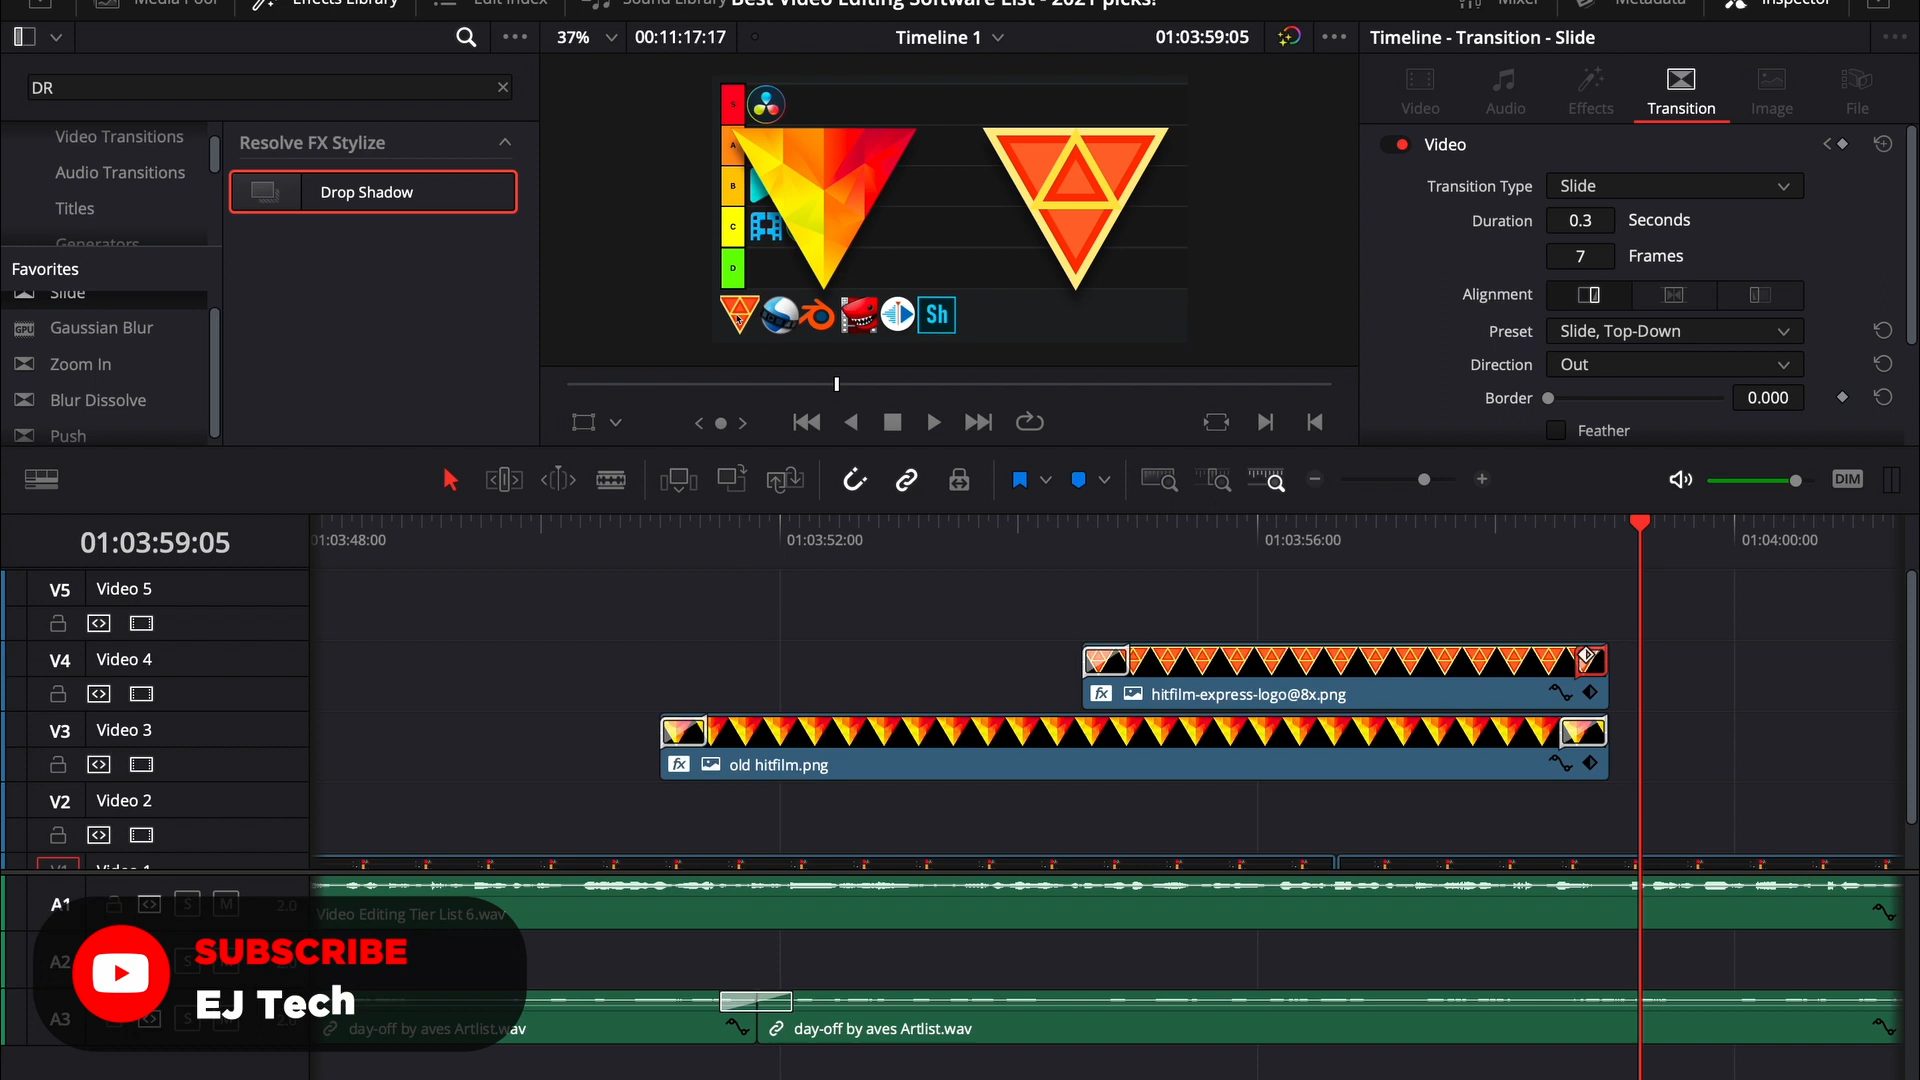 Media Pool
Effects Library
Edit Index
Sound Library
Best Video Editing Software List - 2021 picks!
Mixer
Metadata
Inspector
37%
00:11:17:17
Timeline 1
01:03:59:05
Timeline - Transition - Slide
DR
Video Transitions
Audio Transitions
Titles
Generators
Resolve FX Stylize
Drop Shadow
Favorites
Slide
GPU
Gaussian Blur
Zoom In
Blur Dissolve
Push
S
A
B
C
D
Sh
Video
Audio
Effects
Transition
Image
File
Video
Transition Type
Slide
Duration
0.3
Seconds
7
Frames
Alignment
Preset
Slide, Top-Down
Direction
Out
Border
0.000
Feather
DIM
01:03:59:05
01:03:48:00
01:03:52:00
01:03:56:00
01:04:00:00
V5
Video 5
V4
Video 4
fx
hitfilm-express-logo@8x.png
V3
Video 3
fx
old hitfilm.png
V2
Video 2
V1
Video 1
A1
S
M
2.0
Video Editing Tier List 6.wav
A2
S
SUBSCRIBE
EJ Tech
A3
S
day-off by aves Artlist.wav
day-off by aves Artlist.wav